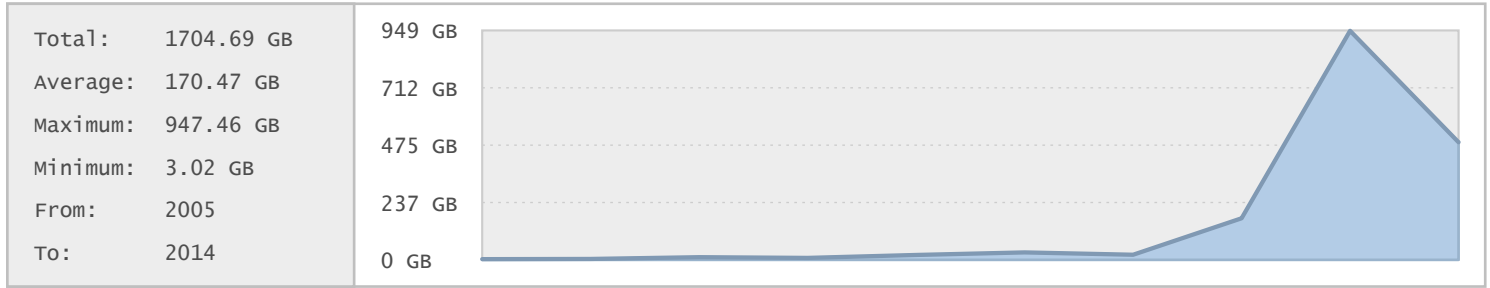 Total: 1704.69 GB
Average: 170.47 GB
Maximum: 947.46 GB
Minimum: 3.02 GB
From: 2005
To: 2014
949 GB
712 GB
475 GB
237 GB
0 GB